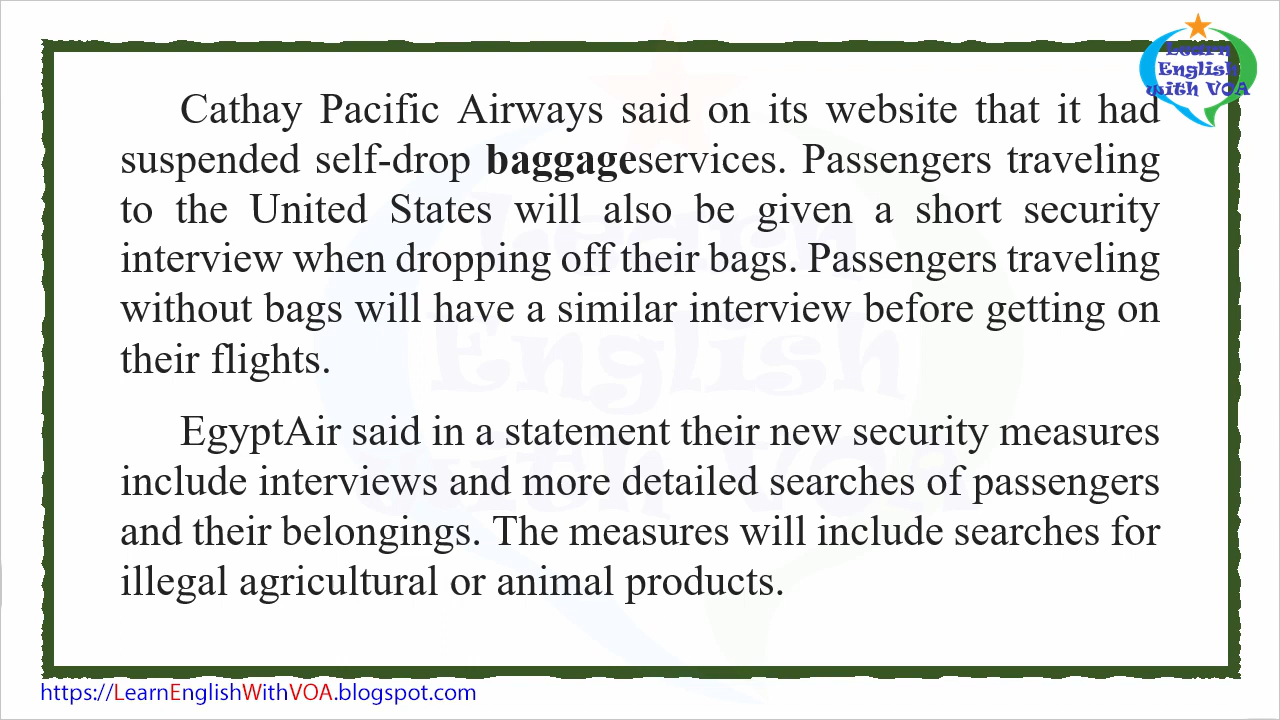 Learn
English
with VOA
Cathay Pacific Airways said on its website that it had
suspended self-drop baggageservices. Passengers traveling
to the United States will also be given a short security
interview when dropping off their bags. Passengers traveling
without bags will have a similar interview before getting on
their flights.
EgyptAir said in a statement their new security measures
include interviews and more detailed searches of passengers
and their belongings. The measures will include searches for
illegal agricultural or animal products.
https://LearnEnglishWithVOA.blogspot.com